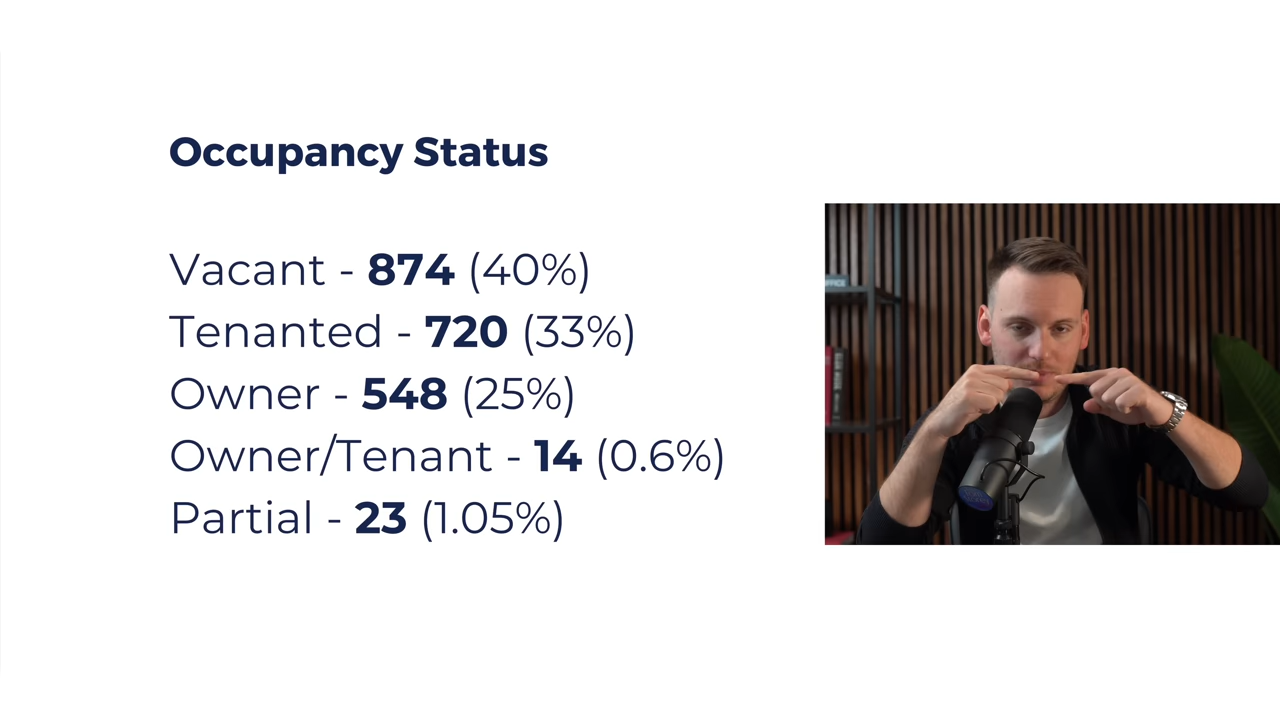 Occupancy Status
Vacant - 874 (40%)
Tenanted - 720 (33%)
Owner - 548 (25%)
Owner/Tenant - 14 (0.6%)
Partial - 23 (1.05%)